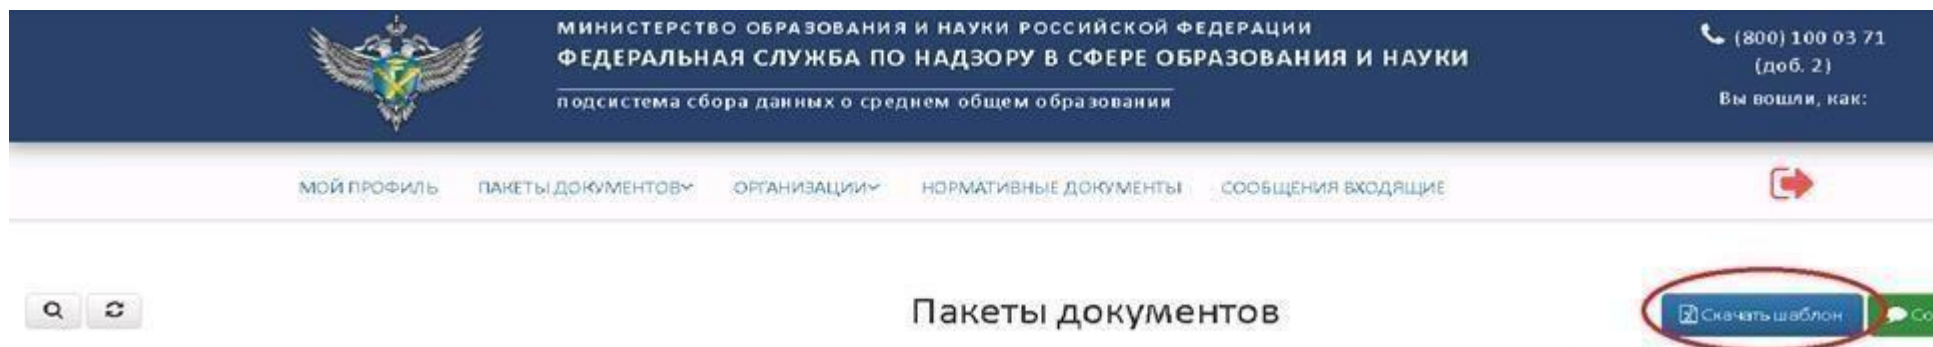 МИНИСТЕРСТВО ОБРАЗОВАНИЯ И НАУКИ РОССИЙСКОЙ ФЕДЕРАЦИИ
ФЕДЕРАЛЬНАЯ СЛУЖБА ПО НАДЗОРУ В СФЕРЕ ОБРАЗОВАНИЯ И НАУКИ
подсистема сбора данных о среднем общем образовании
(800) 100 03 71
(доб. 2)
Вы вошли, как:
МОЙ ПРОФИЛЬ ПАКЕТЫ ДОКУМЕНТОВ ОРГАНИЗАЦИИ НОРМАТИВНЫЕ ДОКУМЕНТЫ СООБЩЕНИЯ ВХОДЯЩИЕ
Пакеты документов
Скачать шаблон